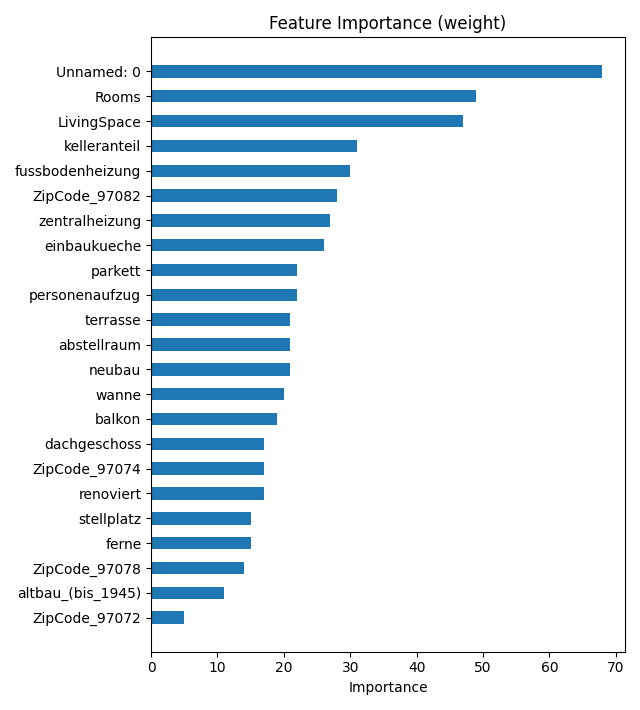 Feature Importance (weight)
Unnamed: 0
Rooms
LivingSpace
kelleranteil
fussbodenheizung
ZipCode_97082
zentralheizung
einbaukueche
parkett
personenaufzug
terrasse
abstellraum
neubau
wanne
balkon
dachgeschoss
ZipCode_97074
renoviert
stellplatz
ferne
ZipCode_97078
altbau_(bis_1945)
ZipCode_97072
0 10 20 30 40 50 60 70
Importance